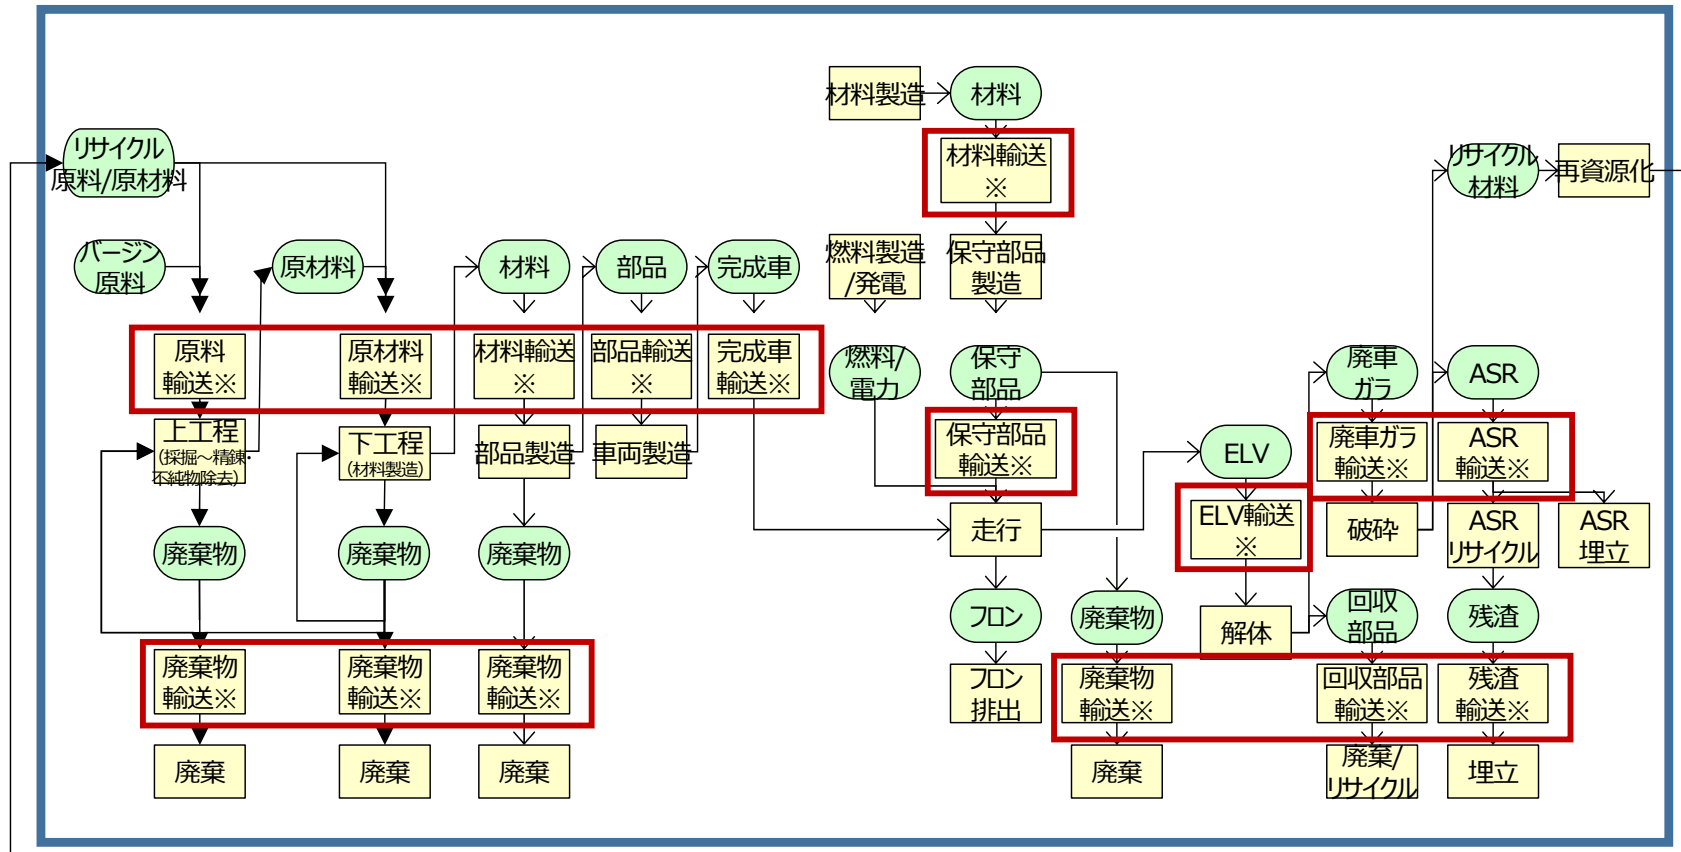 材料製造
材料
リサイクル
原料/原材料
材料輸送
※
リサイクル
材料
再資源化
バージン
原料
原材料
材料
部品
完成車
燃料製造
/発電
保守部品
製造
原料
輸送※
原材料
輸送※
材料輸送
※
部品輸送
※
完成車
輸送※
燃料/
電力
保守
部品
廃車
ガラ
ASR
上工程
(採掘～精錬・
不純物除去)
下工程
(材料製造)
部品製造
車両製造
保守部品
輸送※
ELV
廃車ガラ
輸送※
ASR
輸送※
廃棄物
廃棄物
廃棄物
走行
ELV輸送
※
破砕
ASR
リサイクル
ASR
埋立
フロン
廃棄物
解体
回収
部品
残渣
廃棄物
輸送※
廃棄物
輸送※
廃棄物
輸送※
フロン
排出
廃棄物
輸送※
回収部品
輸送※
残渣
輸送※
廃棄
廃棄
廃棄
廃棄
廃棄/
リサイクル
埋立